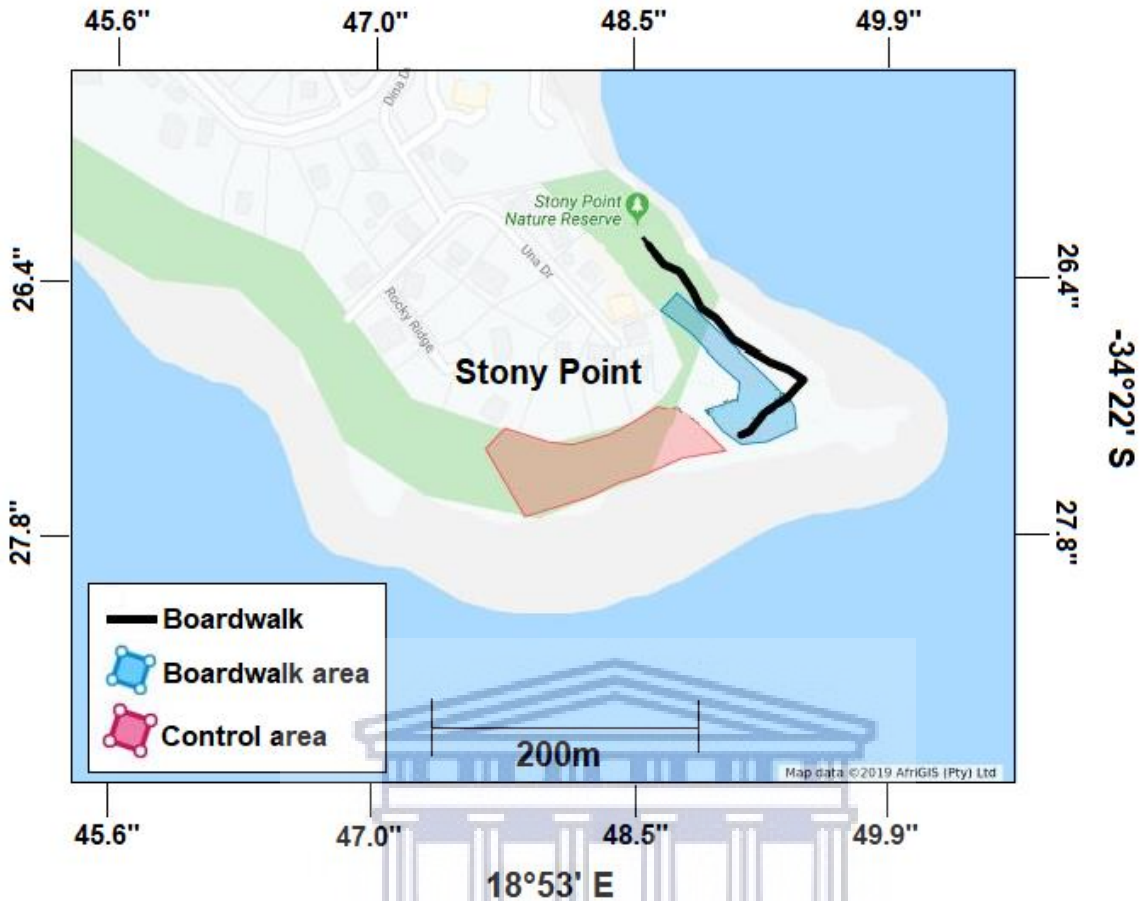 45.6" 47.0" 48.5" 49.9"
Dina Dr
Stony Point
Nature Reserve
Una Dr
26.4" 26.4"
Rocky Ridge
Stony Point
-34°22' S
27.8" 27.8"
Boardwalk
Boardwalk area
Control area
200m
Map data ©2019 AfriGIS (Pty) Ltd
45.6" 47.0" 48.5" 49.9"
18°53' E